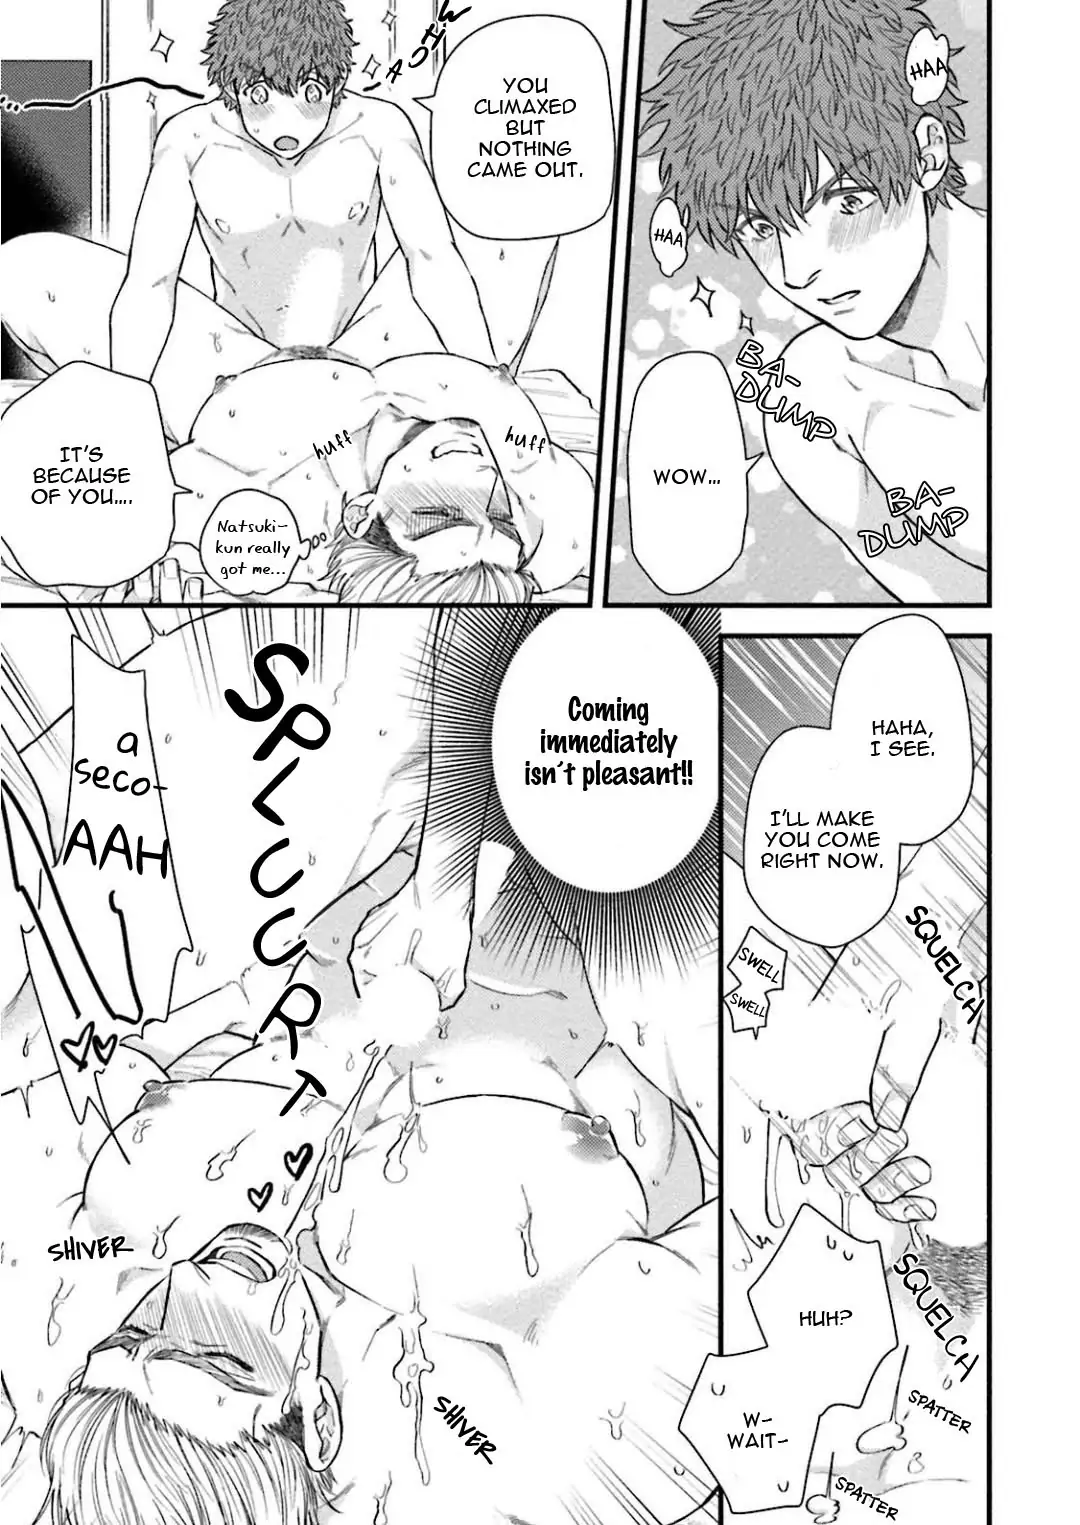 HAA
HAA
BA-
DUMP
BA-
DUMP
WOW...
YOU
CLIMAXED
BUT
NOTHING
CAME OUT.
huff
huff
Natsuki-
kun really
got me...
IT'S
BECAUSE
OF YOU....
HAHA,
I SEE.
I'LL MAKE
YOU COME
RIGHT NOW.
SWELL
SWELL
SQUELCH
SQUELCH
HUH?
W-
WAIT-
SPATTER
SPATTER
Coming
immediately
isn't pleasant!!
SPLUURT
a
seco-
AAH
SHIVER
SHIVER